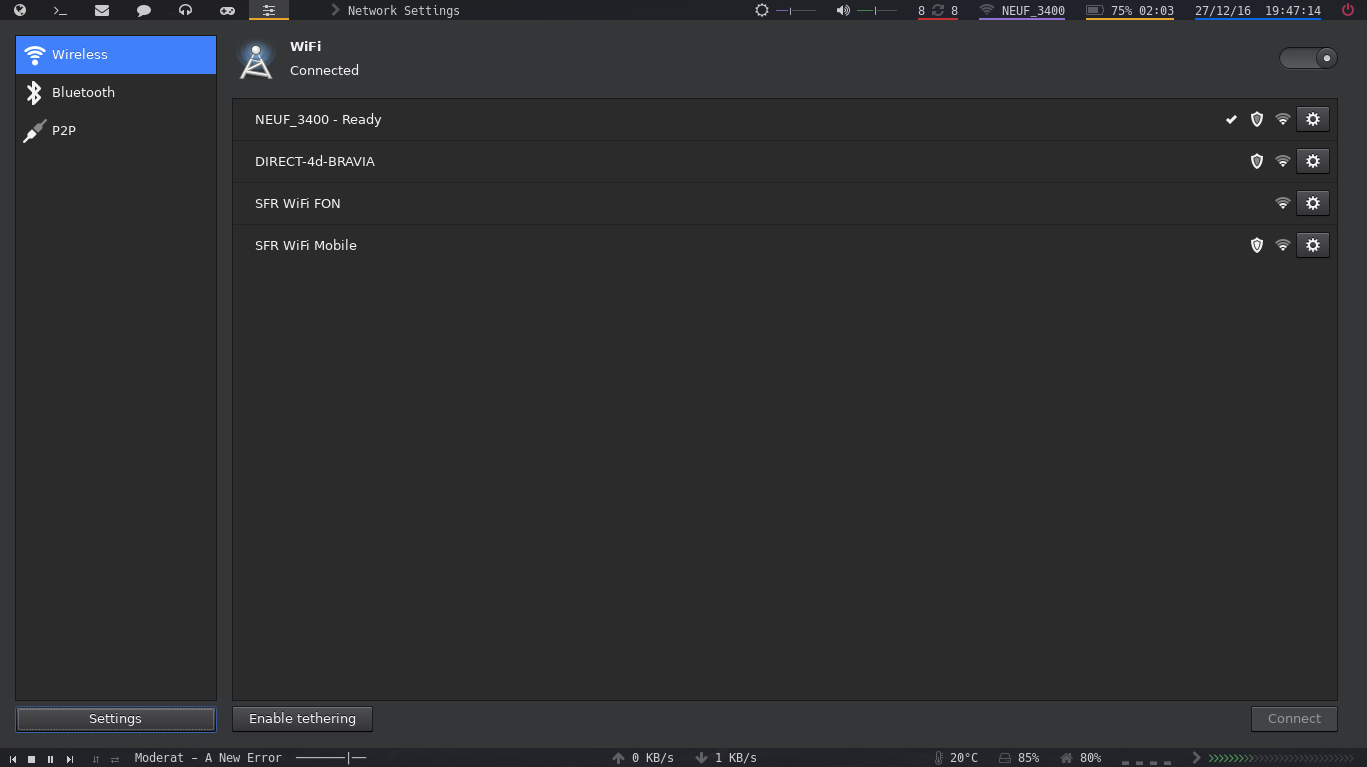 Network Settings
8 8 NEUF_3400 75% 02:03 27/12/16 19:47:14
Wireless
Bluetooth
P2P
WiFi
Connected
NEUF_3400 - Ready
DIRECT-4d-BRAVIA
SFR WiFi FON
SFR WiFi Mobile
Settings
Enable tethering
Connect
Moderat - A New Error
0 KB/s 1 KB/s
20°C 85% 80%